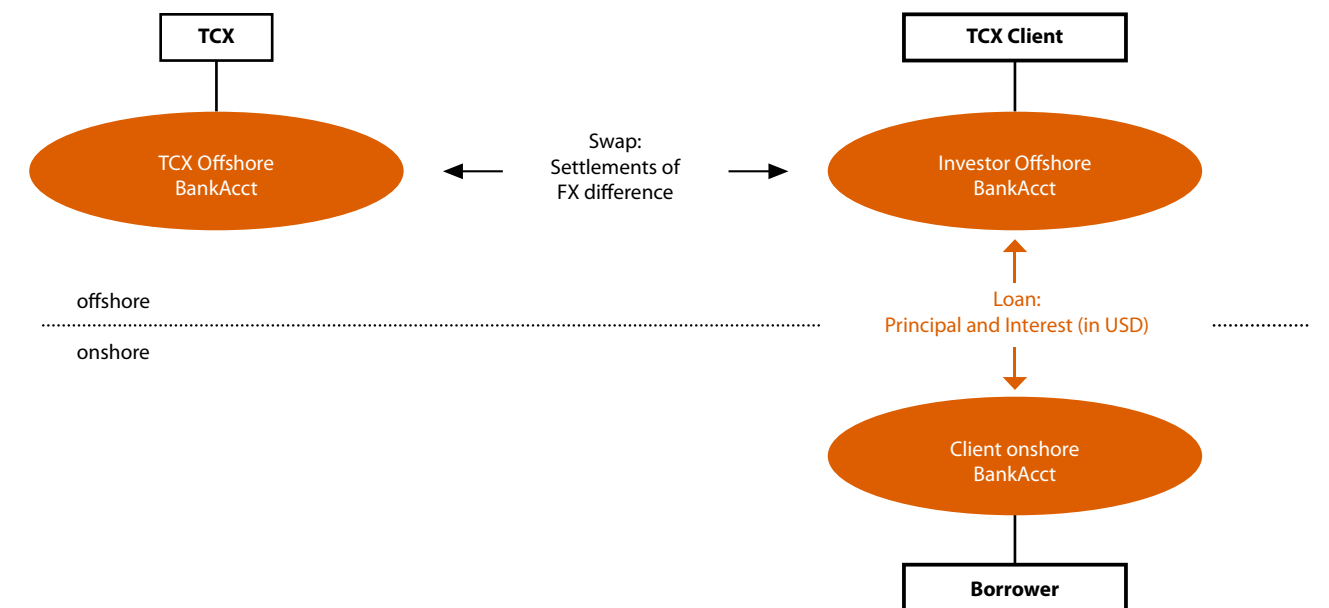 TCX
TCX Client
TCX Offshore
BankAcct
Swap:
Settlements of
FX difference
Investor Offshore
BankAcct
offshore
Loan:
Principal and Interest (in USD)
onshore
Client onshore
BankAcct
Borrower